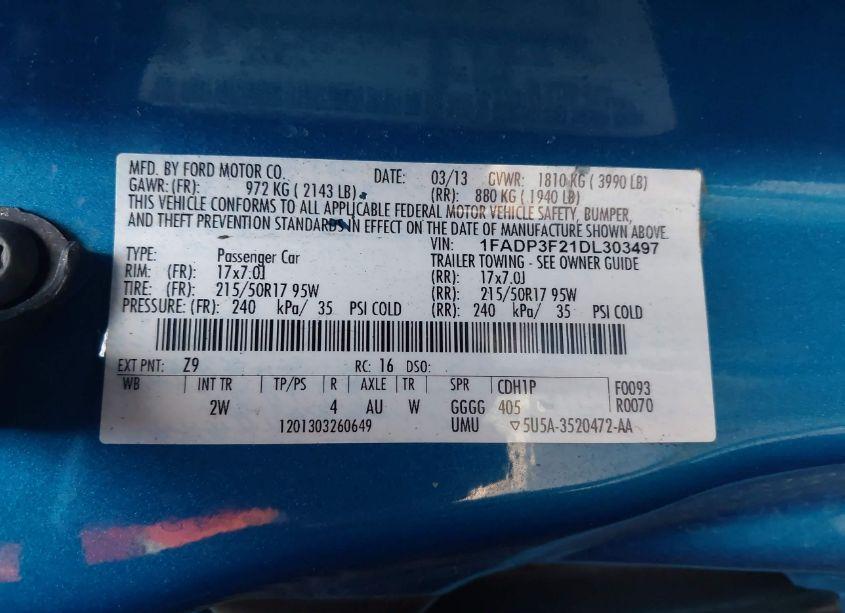 MFD. BY FORD MOTOR CO. DATE: 03/13 GVWR: 1810 KG ( 3990 LB)
GAWR: (FR): 972 KG ( 2143 LB) (RR): 880 KG ( 1940 LB)
THIS VEHICLE CONFORMS TO ALL APPLICABLE FEDERAL MOTOR VEHICLE SAFETY, BUMPER,
AND THEFT PREVENTION STANDARDS IN EFFECT ON THE DATE OF MANUFACTURE SHOWN ABOVE.
VIN: 1FADP3F21DL303497
TYPE: Passenger Car TRAILER TOWING - SEE OWNER GUIDE
RIM: (FR): 17x7.0J (RR): 17x7.0J
TIRE: (FR): 215/50R17 95W (RR): 215/50R17 95W
PRESSURE: (FR): 240 kPa/ 35 PSI COLD (RR): 240 kPa/ 35 PSI COLD
EXT PNT: Z9 RC: 16 DSO:
WB INT TR TP/PS R AXLE TR SPR CDH1P F0093
2W 4 AU W GGGG 405 R0070
1201303260649 UMU ▽5U5A-3520472-AA